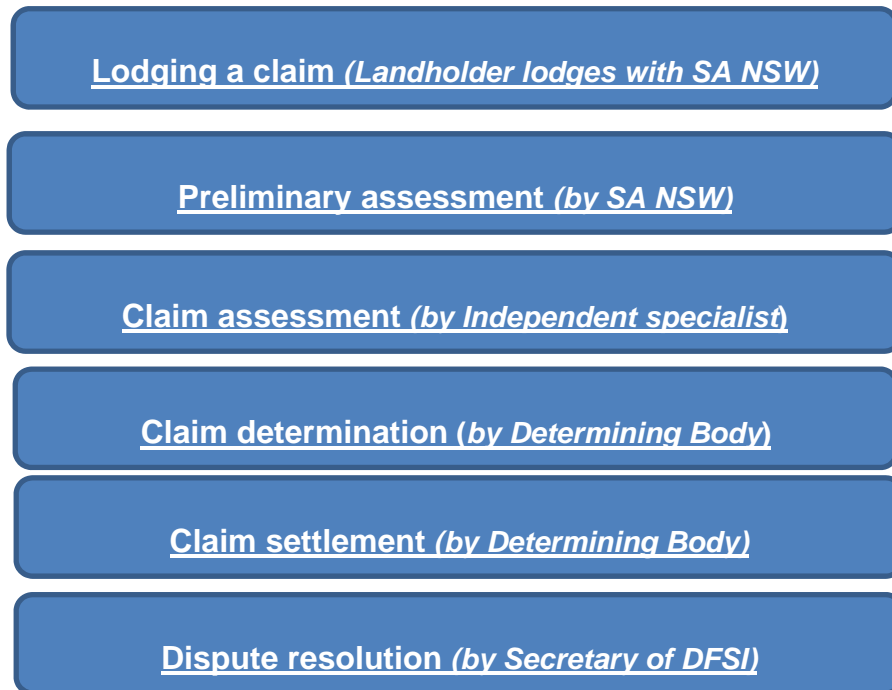 Lodging a claim (Landholder lodges with SA NSW)
Preliminary assessment (by SA NSW)
Claim assessment (by Independent specialist)
Claim determination (by Determining Body)
Claim settlement (by Determining Body)
Dispute resolution (by Secretary of DFSI)